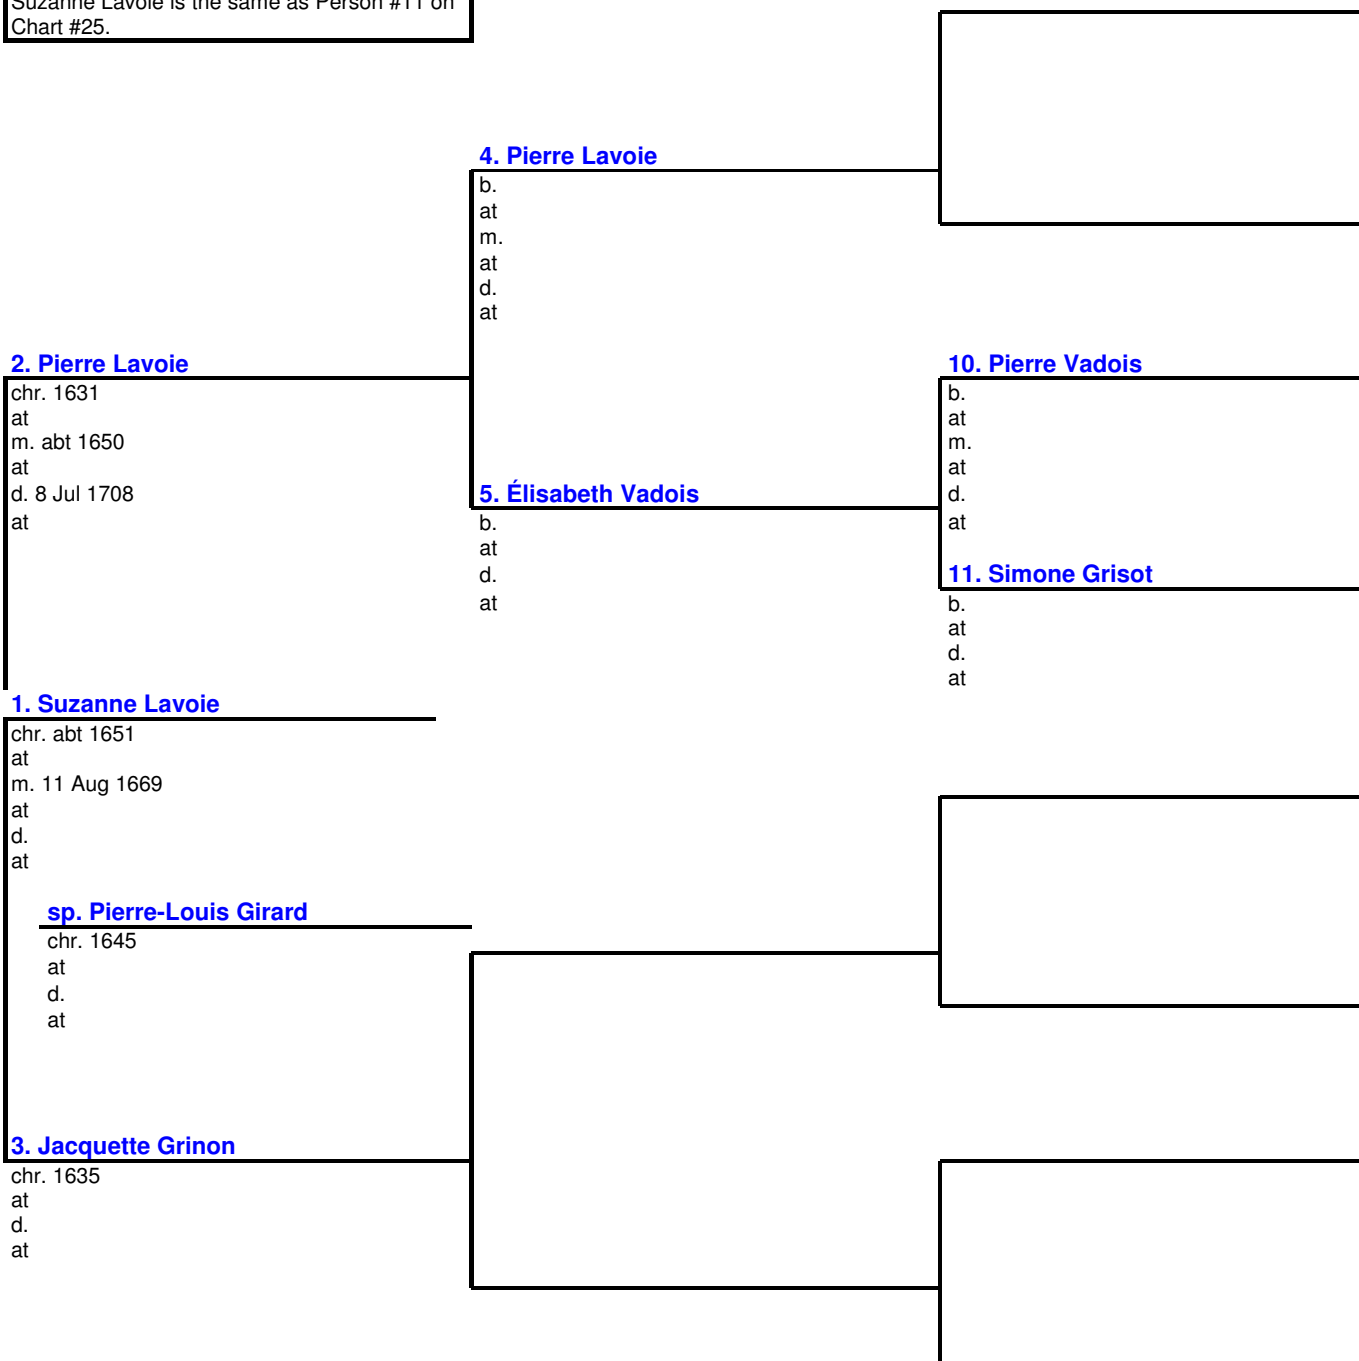 Suzanne Lavoie is the same as Person #11 on
Chart #25.
4. Pierre Lavoie
b.
at
m.
at
d.
at
2. Pierre Lavoie
chr. 1631
at
m. abt 1650
at
d. 8 Jul 1708
at
10. Pierre Vadois
b.
at
m.
at
d.
at
5. Élisabeth Vadois
b.
at
d.
at
11. Simone Grisot
b.
at
d.
at
1. Suzanne Lavoie
chr. abt 1651
at
m. 11 Aug 1669
at
d.
at
sp. Pierre-Louis Girard
chr. 1645
at
d.
at
3. Jacquette Grinon
chr. 1635
at
d.
at